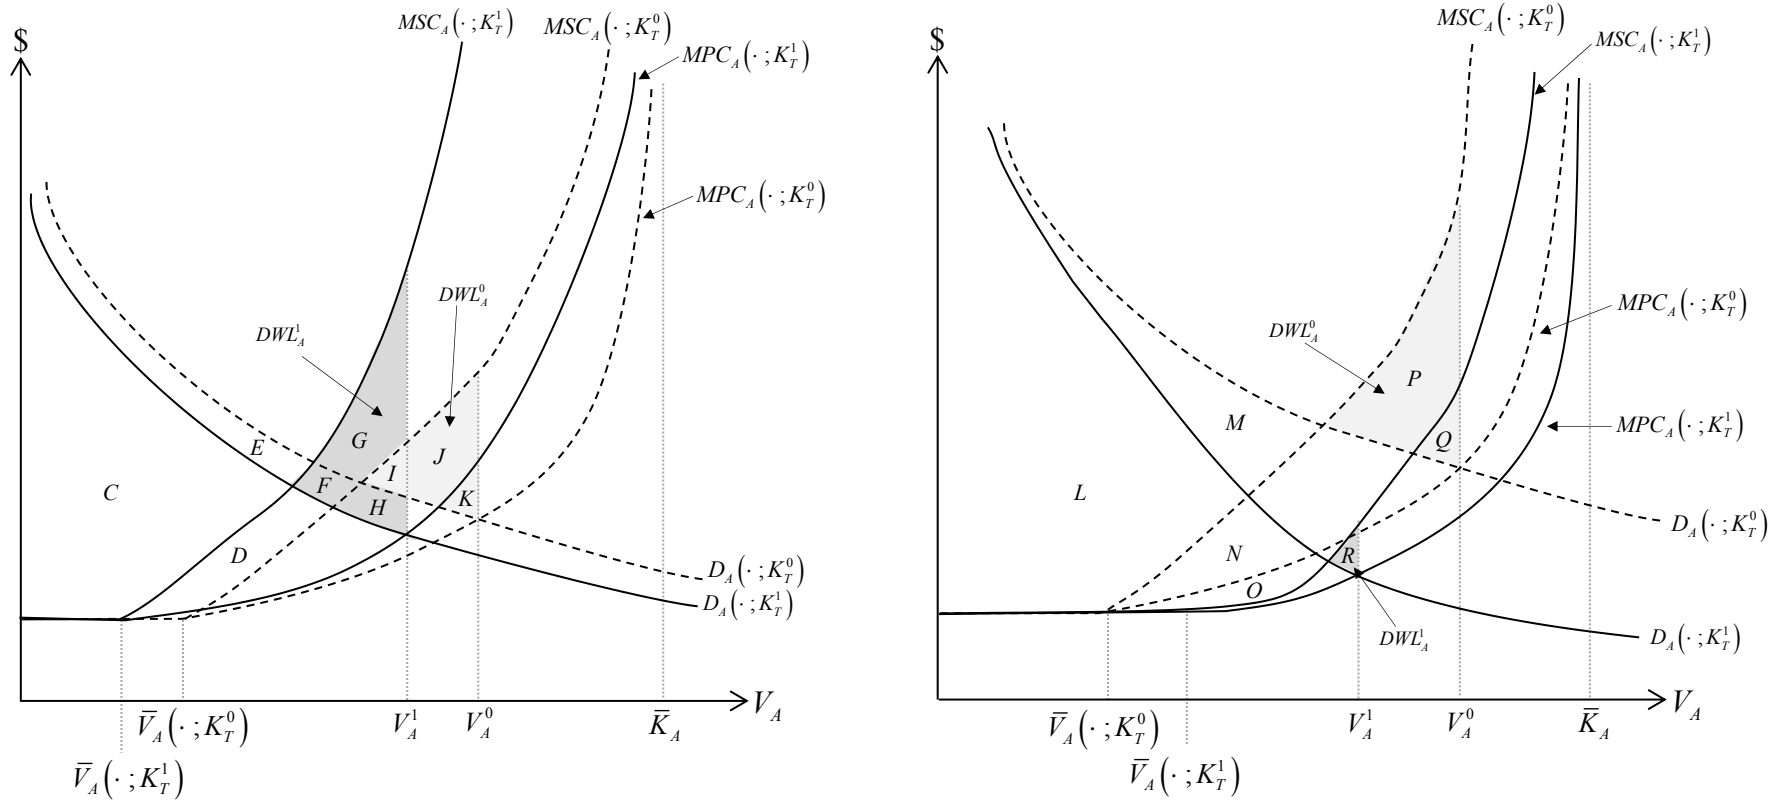 $
MSC_A(· ; K_T^1)
MSC_A(· ; K_T^0)
MPC_A(· ; K_T^1)
MPC_A(· ; K_T^0)
DWL_A^0
DWL_A^1
E
G
J
I
C
F
H
K
D
D_A(· ; K_T^0)
D_A(· ; K_T^1)
V̅_A(· ; K_T^0)
V_A^1
V_A^0
K̅_A
V_A
V̅_A(· ; K_T^1)
$
MSC_A(· ; K_T^0)
MSC_A(· ; K_T^1)
MPC_A(· ; K_T^0)
DWL_A^0
P
M
Q
MPC_A(· ; K_T^1)
L
D_A(· ; K_T^0)
N
R
O
DWL_A^1
D_A(· ; K_T^1)
V̅_A(· ; K_T^0)
V_A^1
V_A^0
K̅_A
V_A
V̅_A(· ; K_T^1)